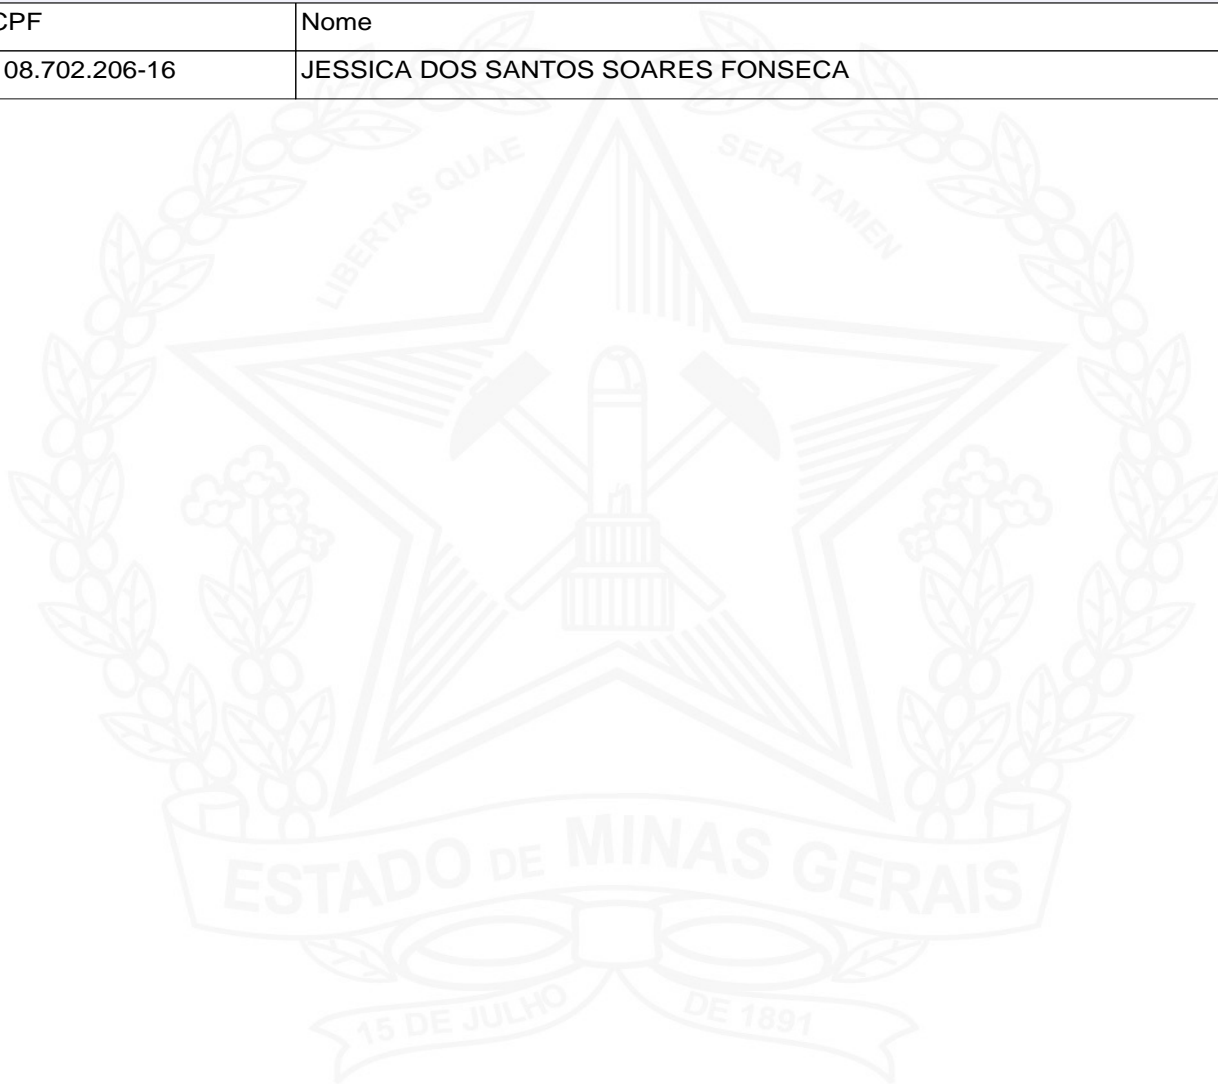 CPF Nome
08.702.206-16 JESSICA DOS SANTOS SOARES FONSECA
LIBERTAS QUAE SERA TAMEN
ESTADO DE MINAS GERAIS
15 DE JULHO DE 1891